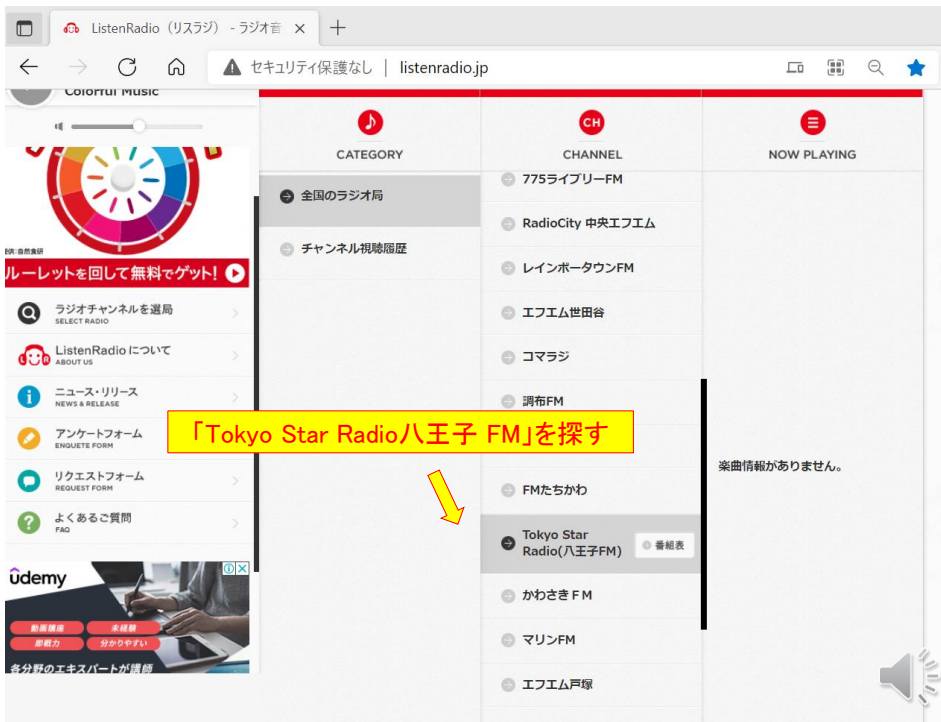 ListenRadio（リスラジ） - ラジオ音
セキュリティ保護なし | listenradio.jp
Colorful Music
CATEGORY
CHANNEL
NOW PLAYING
CH
全国のラジオ局
チャンネル視聴履歴
775ライブリーFM
RadioCity 中央エフエム
レインボータウンFM
エフエム世田谷
コマラジ
調布FM
FMたちかわ
Tokyo Star
Radio(八王子FM)
番組表
かわさきＦＭ
マリンFM
エフエム戸塚
楽曲情報がありません。
提供:自然食研
ルーレットを回して無料でゲット!
ラジオチャンネルを選局
SELECT RADIO
ListenRadioについて
ABOUT US
ニュース・リリース
NEWS & RELEASE
アンケートフォーム
ENQUETE FORM
リクエストフォーム
REQUEST FORM
よくあるご質問
FAQ
「Tokyo Star Radio八王子 FM」を探す
ûdemy
動画講座
未経験
即戦力
分かりやすい
各分野のエキスパートが講師